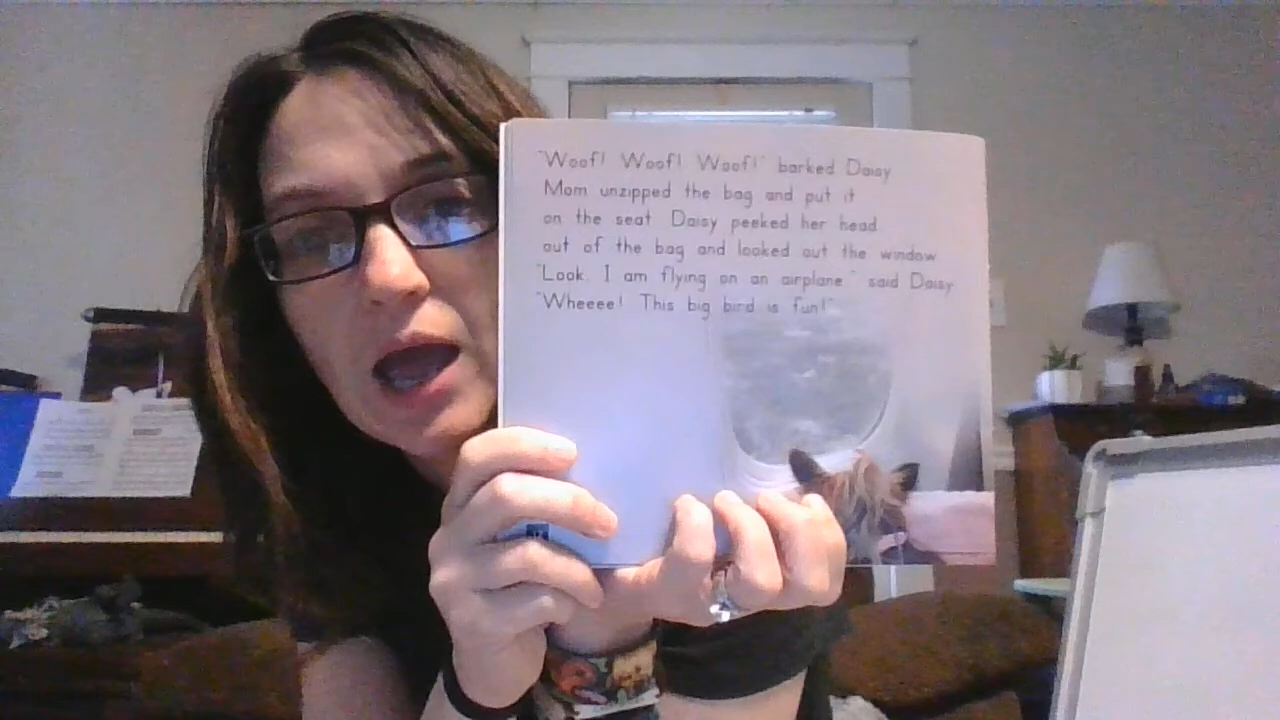 "Woof! Woof! Woof!" barked Daisy.
Mom unzipped the bag and put it
on the seat. Daisy peeked her head
out of the bag and looked out the window.
"Look, I am flying on an airplane," said Daisy.
"Wheeee! This big bird is fun!"